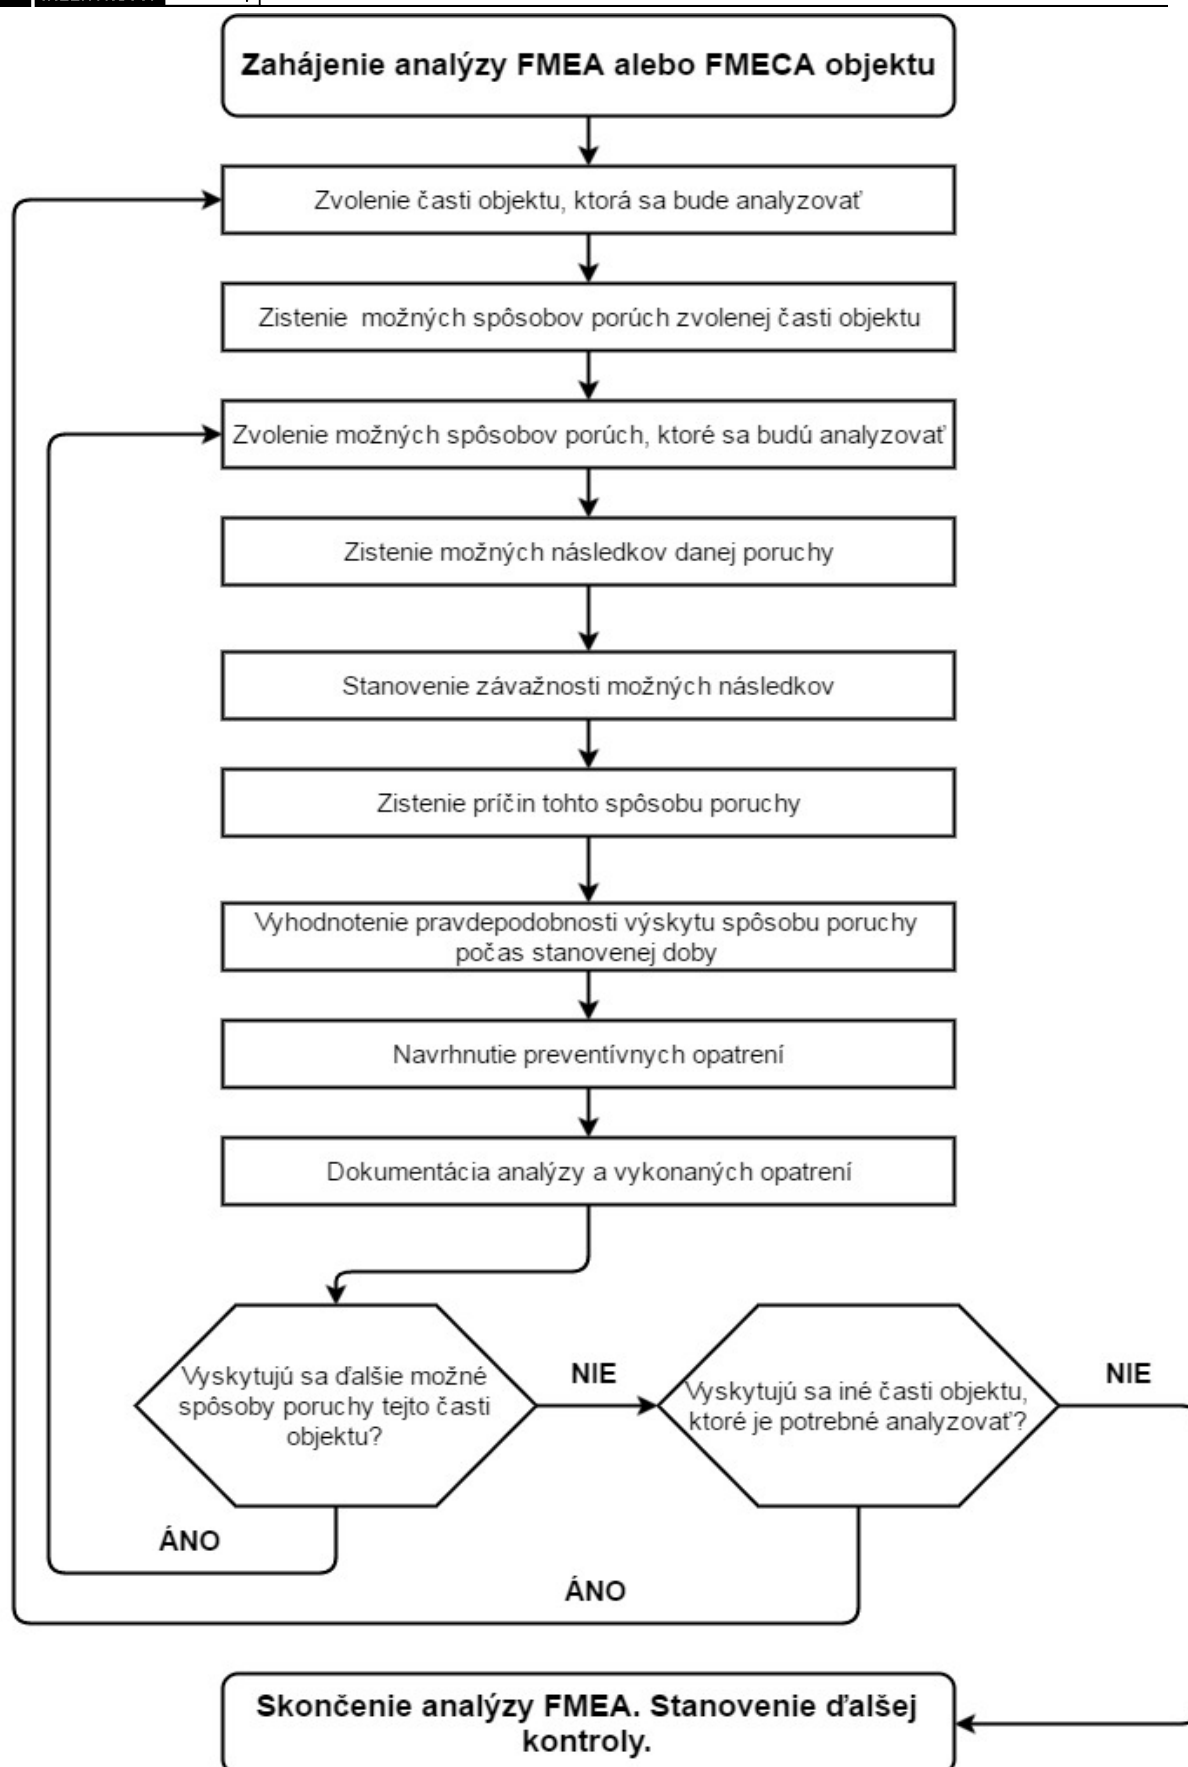 Zahájenie analýzy FMEA alebo FMECA objektu
Zvolenie časti objektu, ktorá sa bude analyzovať
Zistenie možných spôsobov porúch zvolenej časti objektu
Zvolenie možných spôsobov porúch, ktoré sa budú analyzovať
Zistenie možných následkov danej poruchy
Stanovenie závažnosti možných následkov
Zistenie príčin tohto spôsobu poruchy
Vyhodnotenie pravdepodobnosti výskytu spôsobu poruchy
počas stanovenej doby
Navrhnutie preventívnych opatrení
Dokumentácia analýzy a vykonaných opatrení
Vyskytujú sa ďalšie možné
spôsoby poruchy tejto časti
objektu?
NIE
Vyskytujú sa iné časti objektu,
ktoré je potrebné analyzovať?
NIE
ÁNO
ÁNO
Skončenie analýzy FMEA. Stanovenie ďalšej
kontroly.